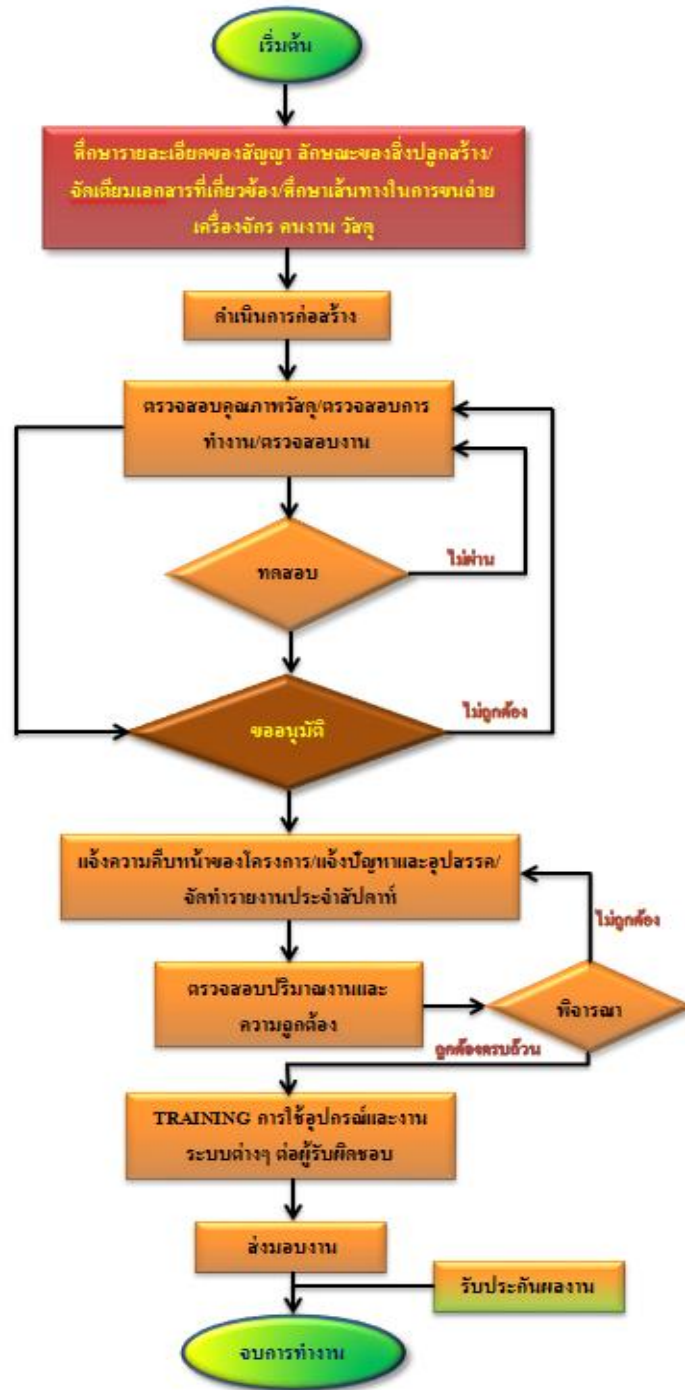 เริ่มต้น
ศึกษารายละเอียดของสัญญา ลักษณะของสิ่งปลูกสร้าง/
จัดเตียมเอกสารที่เกี่ยวข้อง/ศึกษาเส้นทางในการขนถ่าย
เครื่องจักร คนงาน วัสดุ
ดำเนินการก่อสร้าง
ตรวจสอบคุณภาพวัสดุ/ตรวจสอบการ
ทำงาน/ตรวจสอบงาน
ทดสอบ
ไม่ผ่าน
ขออนุมัติ
ไม่ถูกต้อง
แจ้งความคืบหน้าของโครงการ/แจ้งปัญหาและอุปสรรค/
จัดทำรายงานประจำสัปดาห์
ไม่ถูกต้อง
ตรวจสอบปริมาณงานและ
ความถูกต้อง
พิจารณา
ถูกต้องครบถ้วน
TRAINING การใช้อุปกรณ์และงาน
ระบบต่างๆ ต่อผู้รับผิดชอบ
ส่งมอบงาน
รับประกันผลงาน
จบการทำงาน